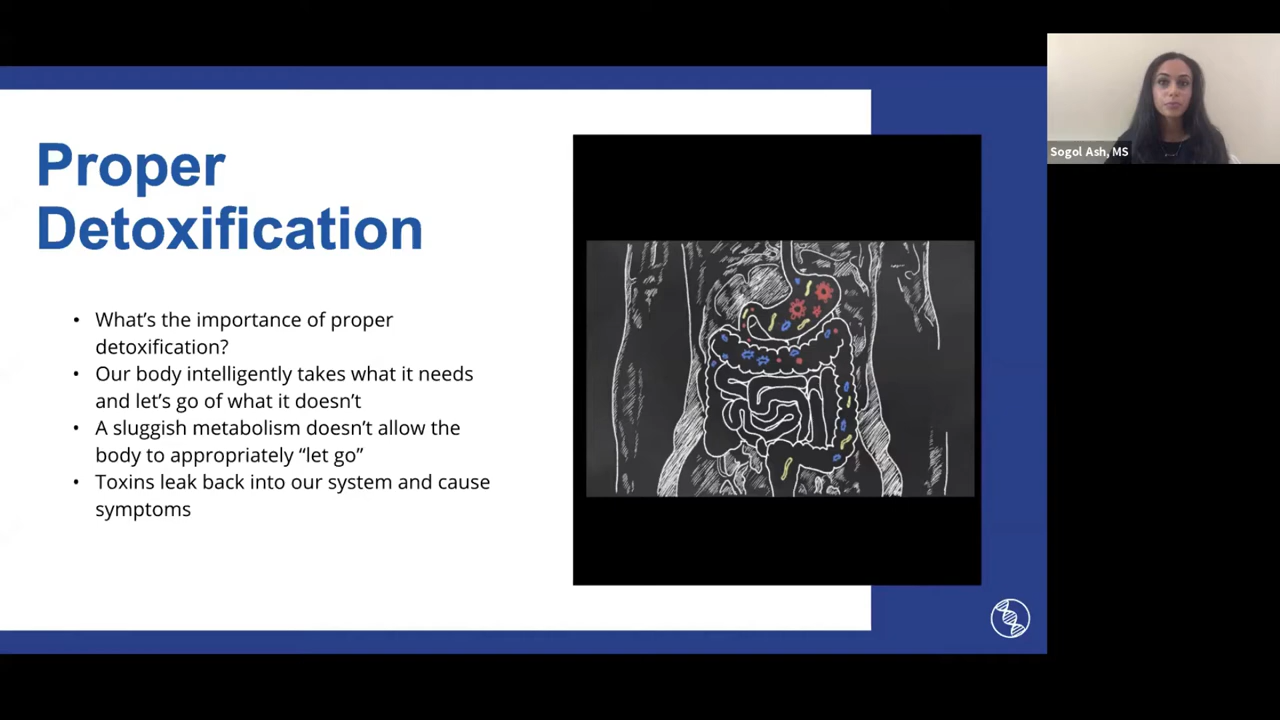 Proper
Detoxification
• What’s the importance of proper
detoxification?
• Our body intelligently takes what it needs
and let’s go of what it doesn’t
• A sluggish metabolism doesn’t allow the
body to appropriately “let go”
• Toxins leak back into our system and cause
symptoms
Sogol Ash, MS